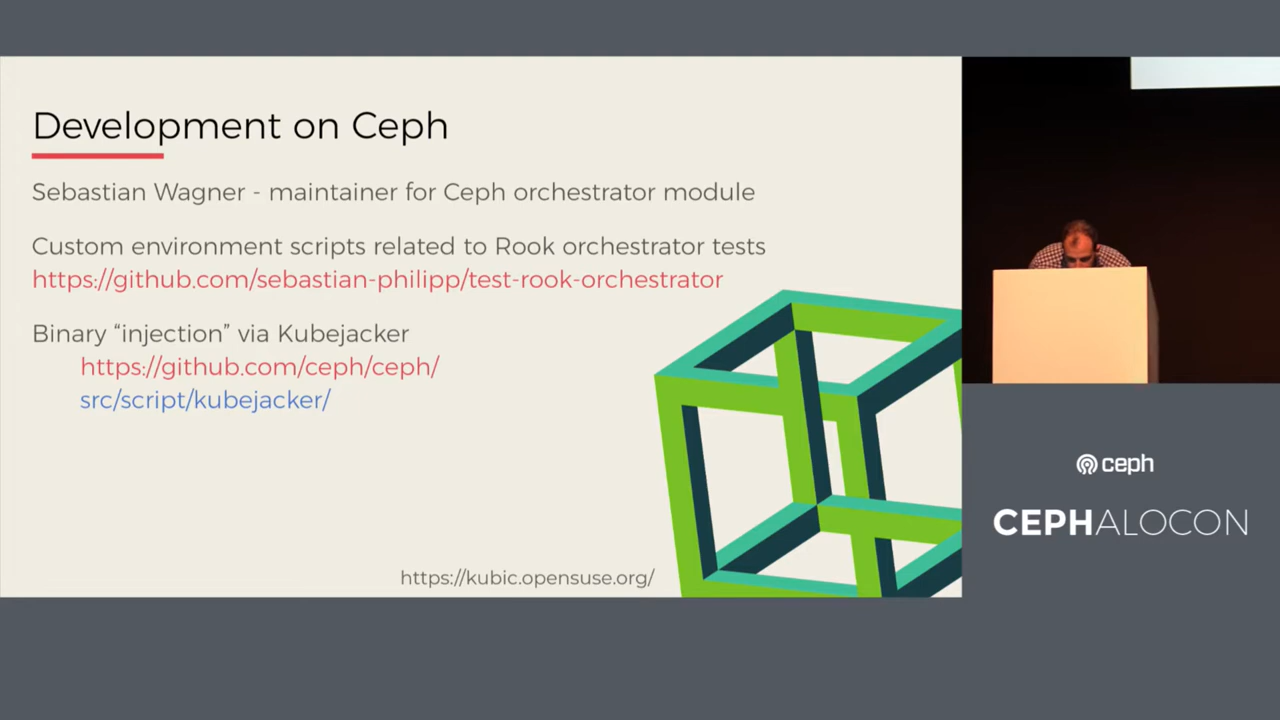 Development on Ceph
Sebastian Wagner - maintainer for Ceph orchestrator module
Custom environment scripts related to Rook orchestrator tests
https://github.com/sebastian-philipp/test-rook-orchestrator
Binary “injection” via Kubejacker
https://github.com/ceph/ceph/
src/script/kubejacker/
https://kubic.opensuse.org/
ceph
CEPHALOCON